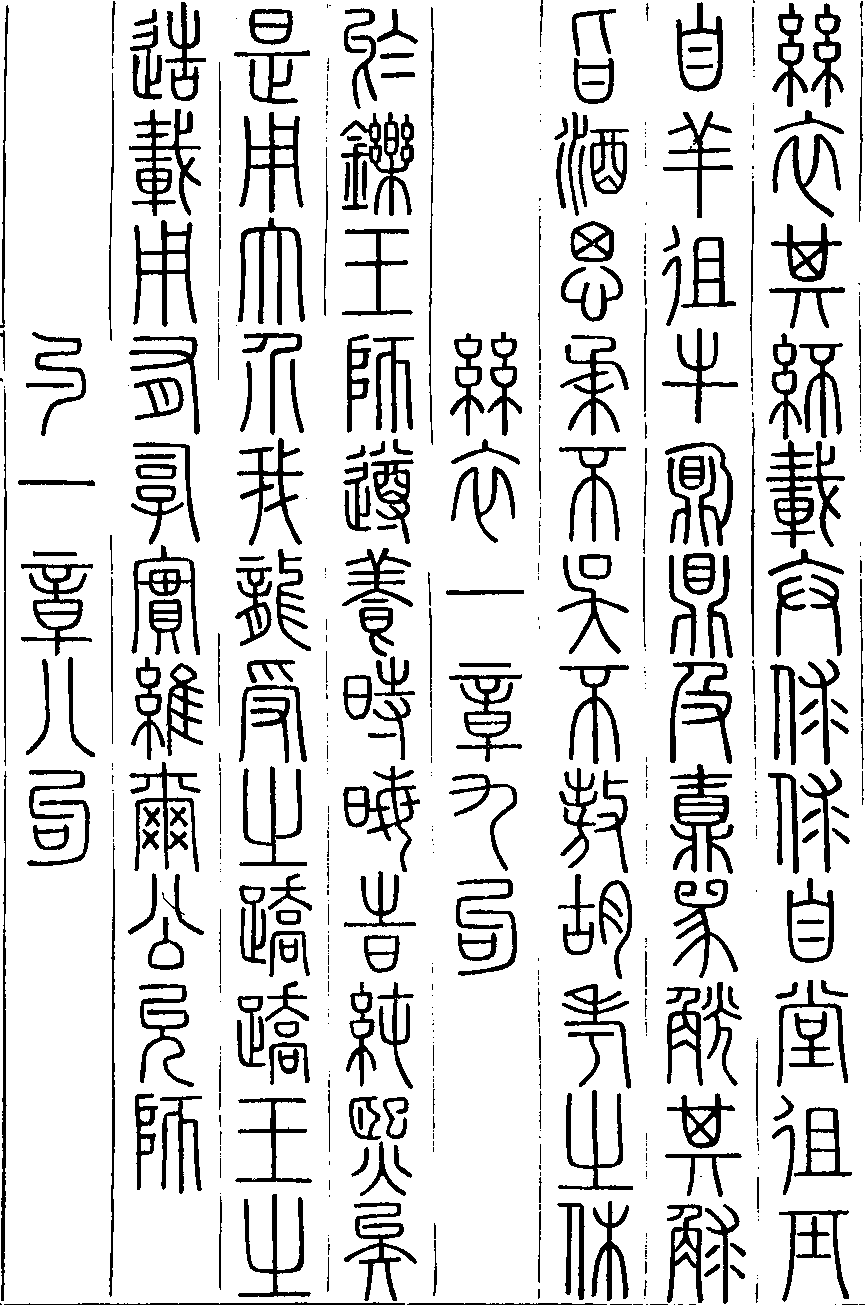 絲衣其紑載弁俅俅自堂徂基
自羊徂牛鼐鼎及鼒兕觥其觩
旨酒思柔不吳不敖胡考之休
絲衣一章九句
於鑠王師遵養時晦時純熙矣
是用大介我龍受之蹻蹻王之
造載用有嗣實維爾公允師
勺一章八句